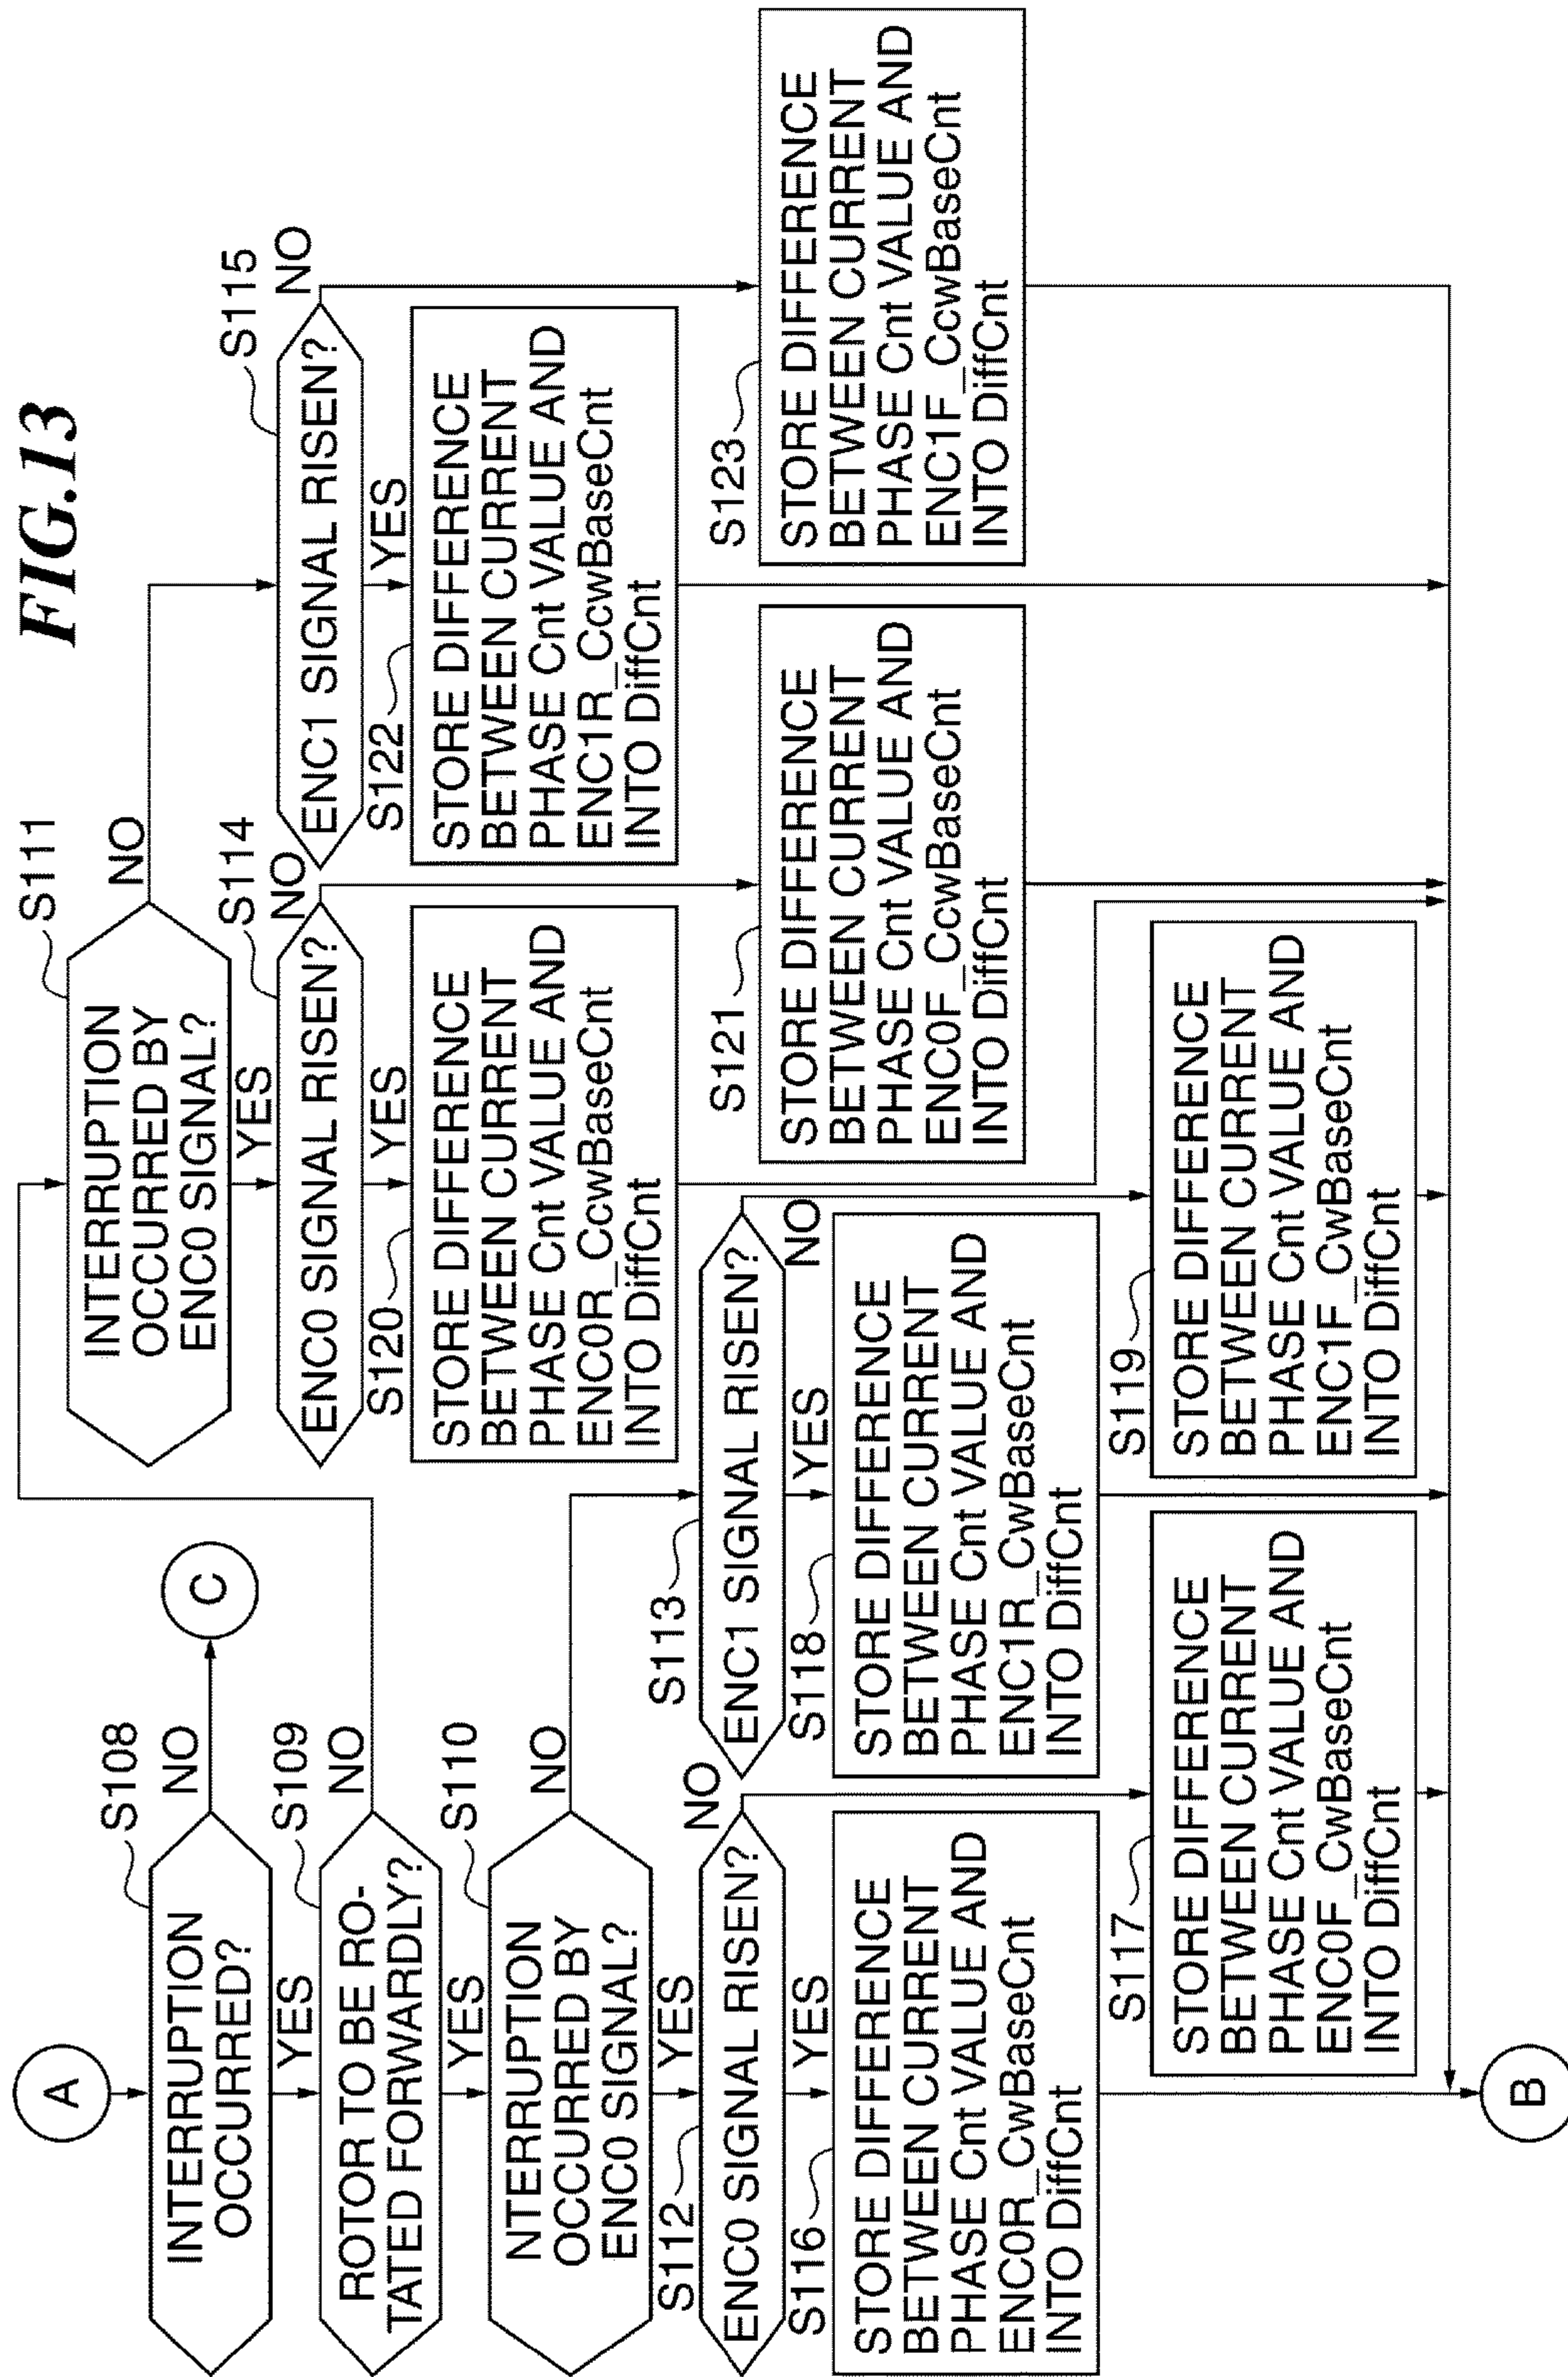 FIG.13
A
S108
INTERRUPTION
OCCURRED?
NO
C
YES
S109
ROTOR TO BE RO-
TATED FORWARDLY?
NO
YES
S110
INTERRUPTION
OCCURRED BY
ENC0 SIGNAL?
NO
YES
S111
INTERRUPTION
OCCURRED BY
ENC0 SIGNAL?
NO
YES
S112
ENC0 SIGNAL RISEN?
NO
YES
S113
ENC1 SIGNAL RISEN?
NO
YES
S114
ENC0 SIGNAL RISEN?
NO
YES
S115
ENC1 SIGNAL RISEN?
NO
YES
S116
STORE DIFFERENCE
BETWEEN CURRENT
PHASE Cnt VALUE AND
ENC0R_CwBaseCnt
INTO DiffCnt
S117
STORE DIFFERENCE
BETWEEN CURRENT
PHASE Cnt VALUE AND
ENC0F_CwBaseCnt
INTO DiffCnt
S118
STORE DIFFERENCE
BETWEEN CURRENT
PHASE Cnt VALUE AND
ENC1R_CwBaseCnt
INTO DiffCnt
S119
STORE DIFFERENCE
BETWEEN CURRENT
PHASE Cnt VALUE AND
ENC1F_CwBaseCnt
INTO DiffCnt
S120
STORE DIFFERENCE
BETWEEN CURRENT
PHASE Cnt VALUE AND
ENC0R_CcwBaseCnt
INTO DiffCnt
S121
STORE DIFFERENCE
BETWEEN CURRENT
PHASE Cnt VALUE AND
ENC0F_CcwBaseCnt
INTO DiffCnt
S122
STORE DIFFERENCE
BETWEEN CURRENT
PHASE Cnt VALUE AND
ENC1R_CcwBaseCnt
INTO DiffCnt
S123
STORE DIFFERENCE
BETWEEN CURRENT
PHASE Cnt VALUE AND
ENC1F_CcwBaseCnt
INTO DiffCnt
B